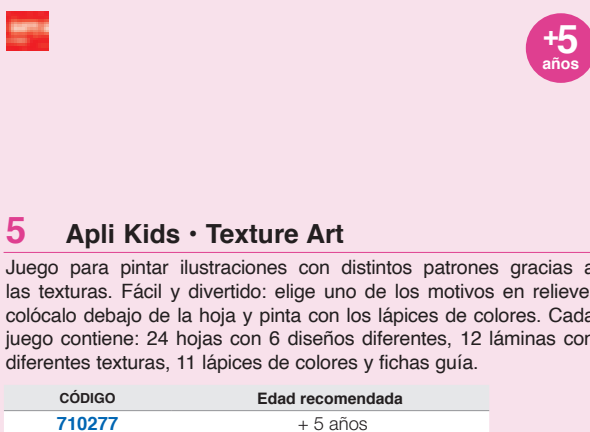 +5
años
5 Apli Kids • Texture Art
Juego para pintar ilustraciones con distintos patrones gracias a
las texturas. Fácil y divertido: elige uno de los motivos en relieve
colócalo debajo de la hoja y pinta con los lápices de colores. Cada
juego contiene: 24 hojas con 6 diseños diferentes, 12 láminas con
diferentes texturas, 11 lápices de colores y fichas guía.
CÓDIGO Edad recomendada
710277 + 5 años